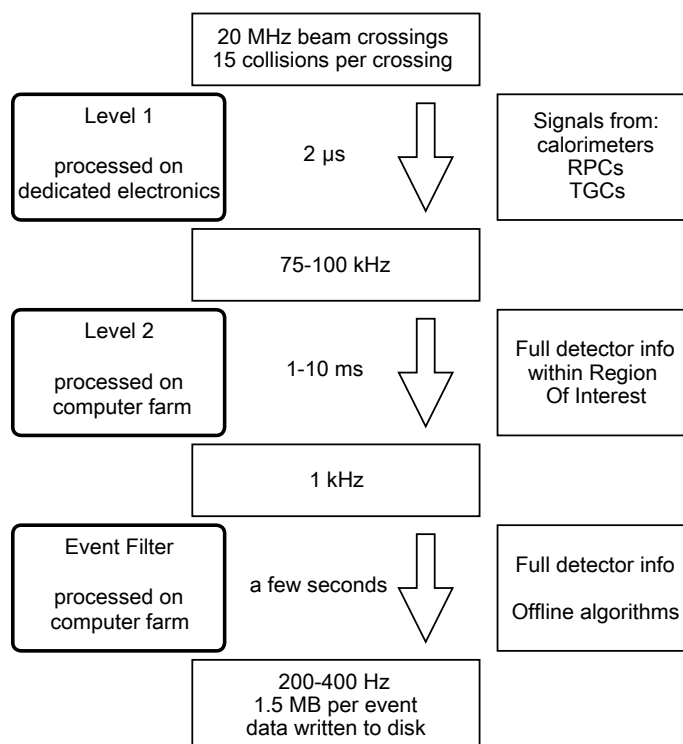 20 MHz beam crossings
15 collisions per crossing
Level 1
processed on
dedicated electronics
2 μs
Signals from:
calorimeters
RPCs
TGCs
75-100 kHz
Level 2
processed on
computer farm
1-10 ms
Full detector info
within Region
Of Interest
1 kHz
Event Filter
processed on
computer farm
a few seconds
Full detector info
Offline algorithms
200-400 Hz
1.5 MB per event
data written to disk